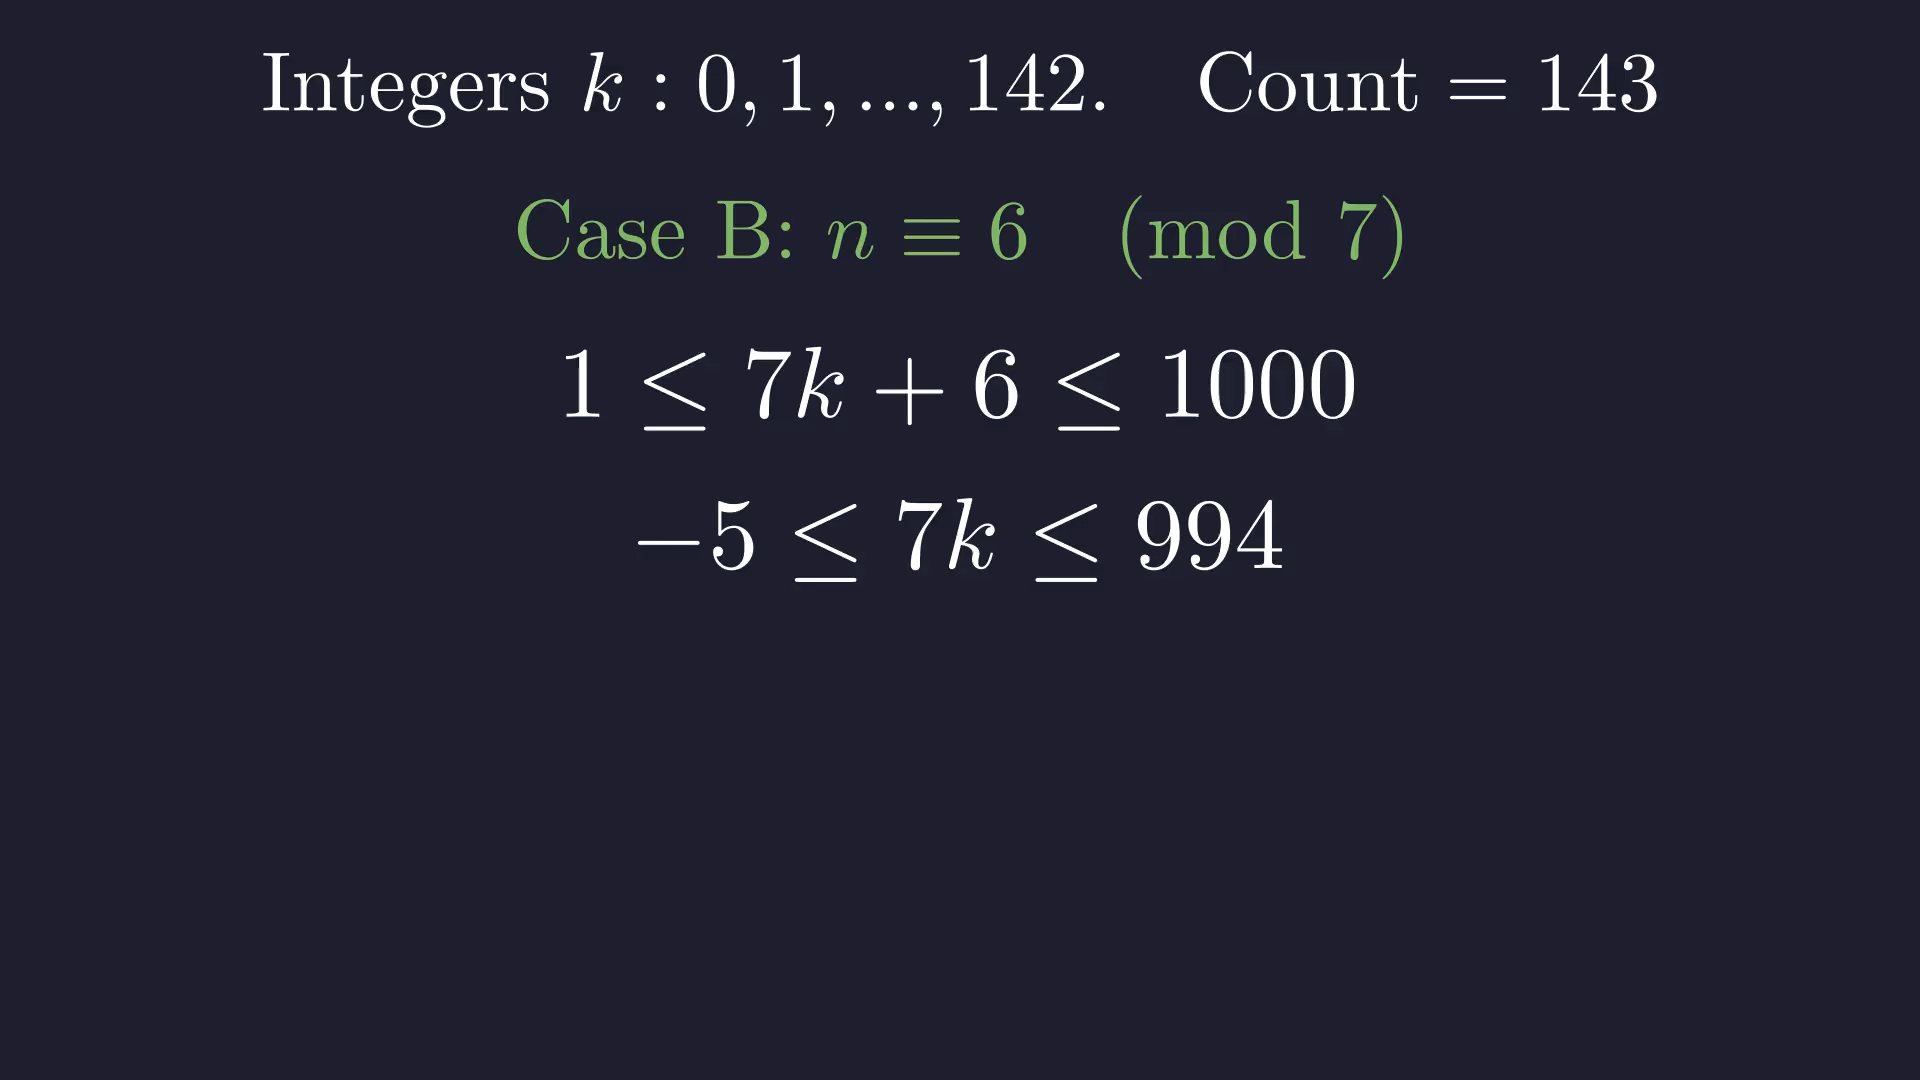 Integers k : 0, 1, ..., 142. Count = 143
Case B: n ≡ 6 (mod 7)
1 ≤ 7k + 6 ≤ 1000
−5 ≤ 7k ≤ 994